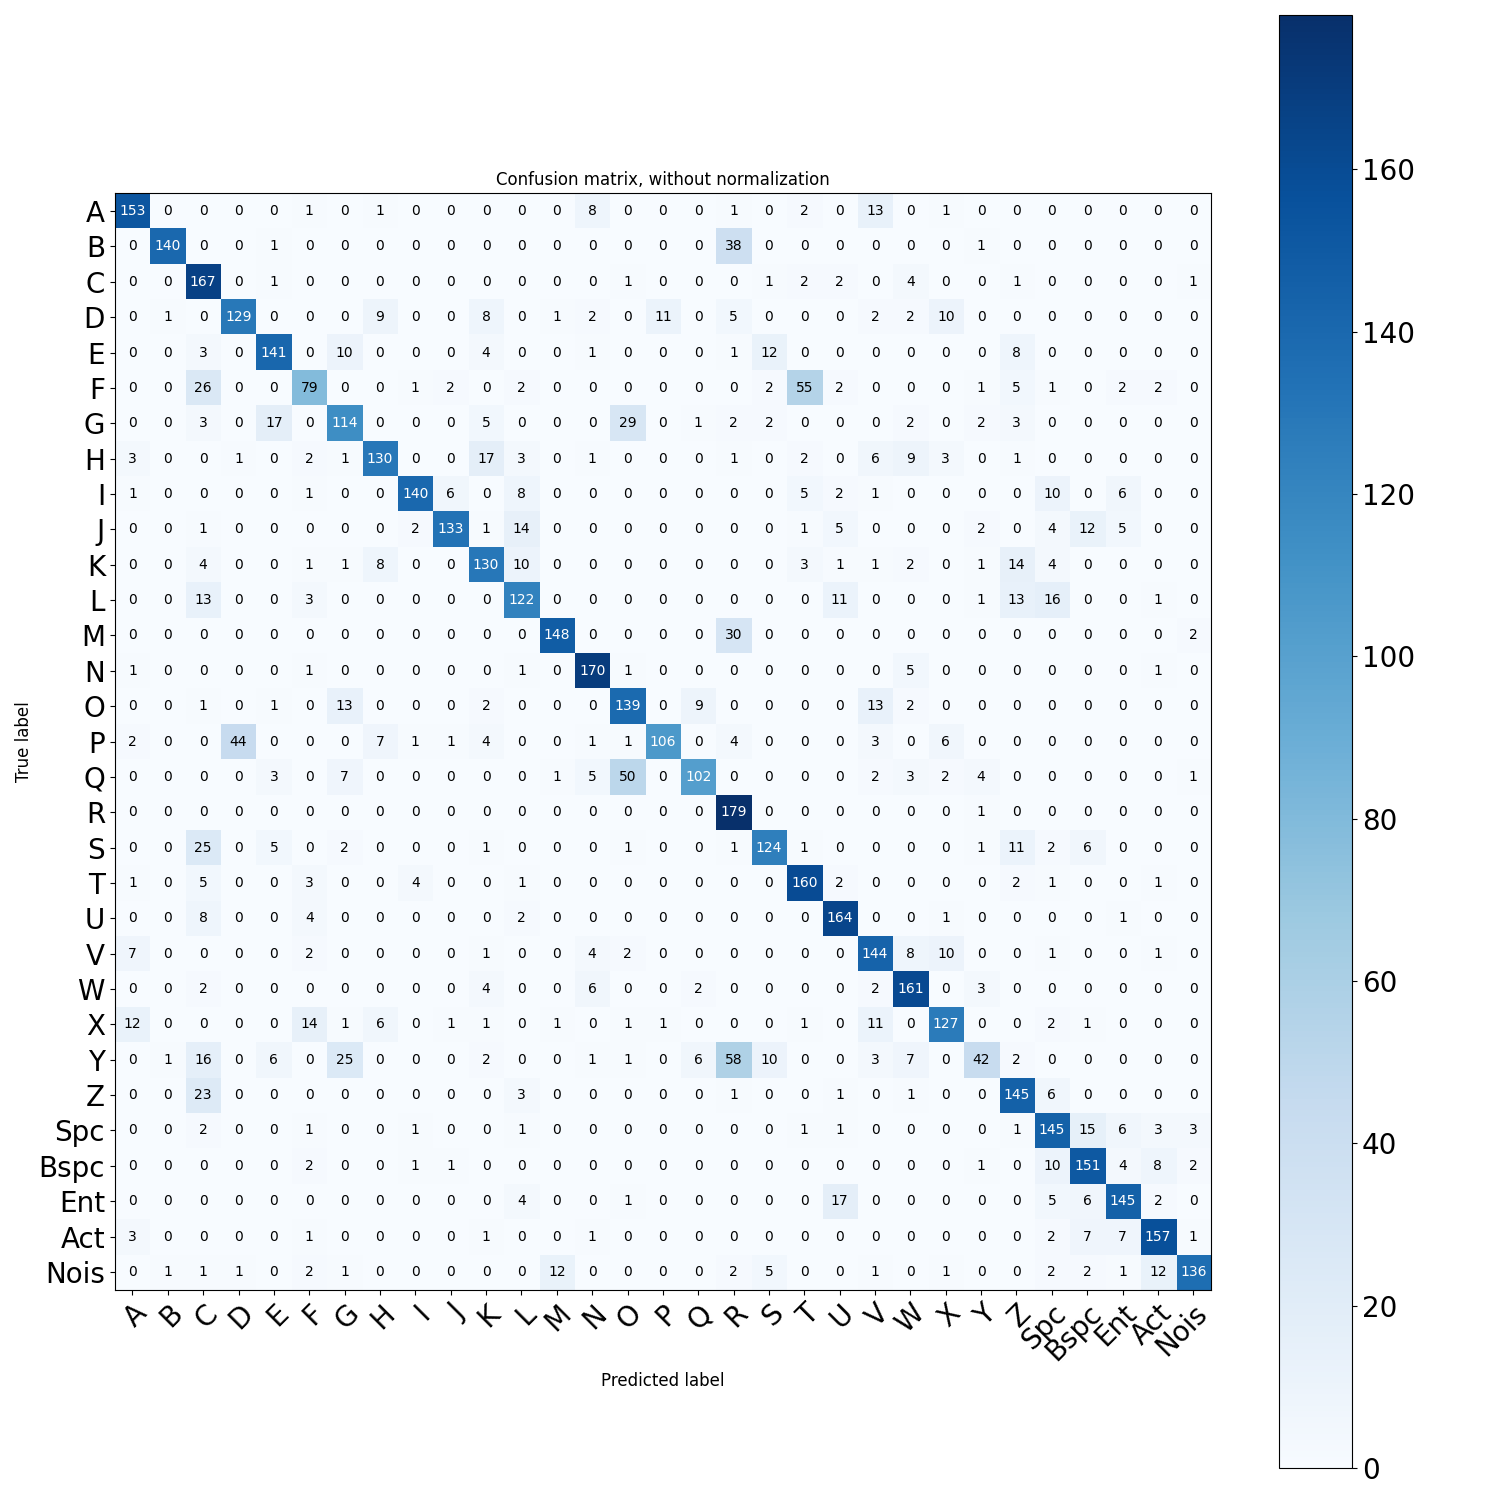 Confusion matrix, without normalization
A 153 0 0 0 0 1 0 1 0 0 0 0 0 8 0 0 0 1 0 2 0 13 0 1 0 0 0 0 0 0 0
B 0 140 0 0 1 0 0 0 0 0 0 0 0 0 0 0 0 38 0 0 0 0 0 0 1 0 0 0 0 0 0
C 0 0 167 0 1 0 0 0 0 0 0 0 0 0 1 0 0 0 1 2 2 0 4 0 0 1 0 0 0 0 1
D 0 1 0 129 0 0 0 9 0 0 8 0 1 2 0 11 0 5 0 0 0 2 2 10 0 0 0 0 0 0 0
E 0 0 3 0 141 0 10 0 0 0 4 0 0 1 0 0 0 1 12 0 0 0 0 0 0 8 0 0 0 0 0
F 0 0 26 0 0 79 0 0 1 2 0 2 0 0 0 0 0 0 2 55 2 0 0 0 1 5 1 0 2 2 0
G 0 0 3 0 17 0 114 0 0 0 5 0 0 0 29 0 1 2 2 0 0 0 2 0 2 3 0 0 0 0 0
H 3 0 0 1 0 2 1 130 0 0 17 3 0 1 0 0 0 1 0 2 0 6 9 3 0 1 0 0 0 0 0
I 1 0 0 0 0 1 0 0 140 6 0 8 0 0 0 0 0 0 0 5 2 1 0 0 0 0 10 0 6 0 0
J 0 0 1 0 0 0 0 0 2 133 1 14 0 0 0 0 0 0 0 1 5 0 0 0 2 0 4 12 5 0 0
K 0 0 4 0 0 1 1 8 0 0 130 10 0 0 0 0 0 0 0 3 1 1 2 0 1 14 4 0 0 0 0
L 0 0 13 0 0 3 0 0 0 0 0 122 0 0 0 0 0 0 0 0 11 0 0 0 1 13 16 0 0 1 0
M 0 0 0 0 0 0 0 0 0 0 0 0 148 0 0 0 0 30 0 0 0 0 0 0 0 0 0 0 0 0 2
N 1 0 0 0 0 1 0 0 0 0 0 1 0 170 1 0 0 0 0 0 0 0 5 0 0 0 0 0 0 1 0
O 0 0 1 0 1 0 13 0 0 0 2 0 0 0 139 0 9 0 0 0 0 13 2 0 0 0 0 0 0 0 0
P 2 0 0 44 0 0 0 7 1 1 4 0 0 1 1 106 0 4 0 0 0 3 0 6 0 0 0 0 0 0 0
Q 0 0 0 0 3 0 7 0 0 0 0 0 1 5 50 0 102 0 0 0 0 2 3 2 4 0 0 0 0 0 1
R 0 0 0 0 0 0 0 0 0 0 0 0 0 0 0 0 0 179 0 0 0 0 0 0 1 0 0 0 0 0 0
S 0 0 25 0 5 0 2 0 0 0 1 0 0 0 1 0 0 1 124 1 0 0 0 0 1 11 2 6 0 0 0
T 1 0 5 0 0 3 0 0 4 0 0 1 0 0 0 0 0 0 0 160 2 0 0 0 0 2 1 0 0 1 0
U 0 0 8 0 0 4 0 0 0 0 0 2 0 0 0 0 0 0 0 0 164 0 0 1 0 0 0 0 1 0 0
V 7 0 0 0 0 2 0 0 0 0 1 0 0 4 2 0 0 0 0 0 0 144 8 10 0 0 1 0 0 1 0
W 0 0 2 0 0 0 0 0 0 0 4 0 0 6 0 0 2 0 0 0 0 2 161 0 3 0 0 0 0 0 0
X 12 0 0 0 0 14 1 6 0 1 1 0 1 0 1 1 0 0 0 1 0 11 0 127 0 0 2 1 0 0 0
Y 0 1 16 0 6 0 25 0 0 0 2 0 0 1 1 0 6 58 10 0 0 3 7 0 42 2 0 0 0 0 0
Z 0 0 23 0 0 0 0 0 0 0 0 3 0 0 0 0 0 1 0 0 1 0 1 0 0 145 6 0 0 0 0
Spc 0 0 2 0 0 1 0 0 1 0 0 1 0 0 0 0 0 0 0 1 1 0 0 0 0 1 145 15 6 3 3
Bspc 0 0 0 0 0 2 0 0 1 1 0 0 0 0 0 0 0 0 0 0 0 0 0 0 1 0 10 151 4 8 2
Ent 0 0 0 0 0 0 0 0 0 0 0 4 0 0 1 0 0 0 0 0 17 0 0 0 0 0 5 6 145 2 0
Act 3 0 0 0 0 1 0 0 0 0 1 0 0 1 0 0 0 0 0 0 0 0 0 0 0 0 2 7 7 157 1
Nois 0 1 1 1 0 2 1 0 0 0 0 0 12 0 0 0 0 2 5 0 0 1 0 1 0 0 2 2 1 12 136
A B C D E F G H I J K L M N O P Q R S T U V W X Y Z Spc Bspc Ent Act Nois
True label
Predicted label
160
140
120
100
80
60
40
20
0